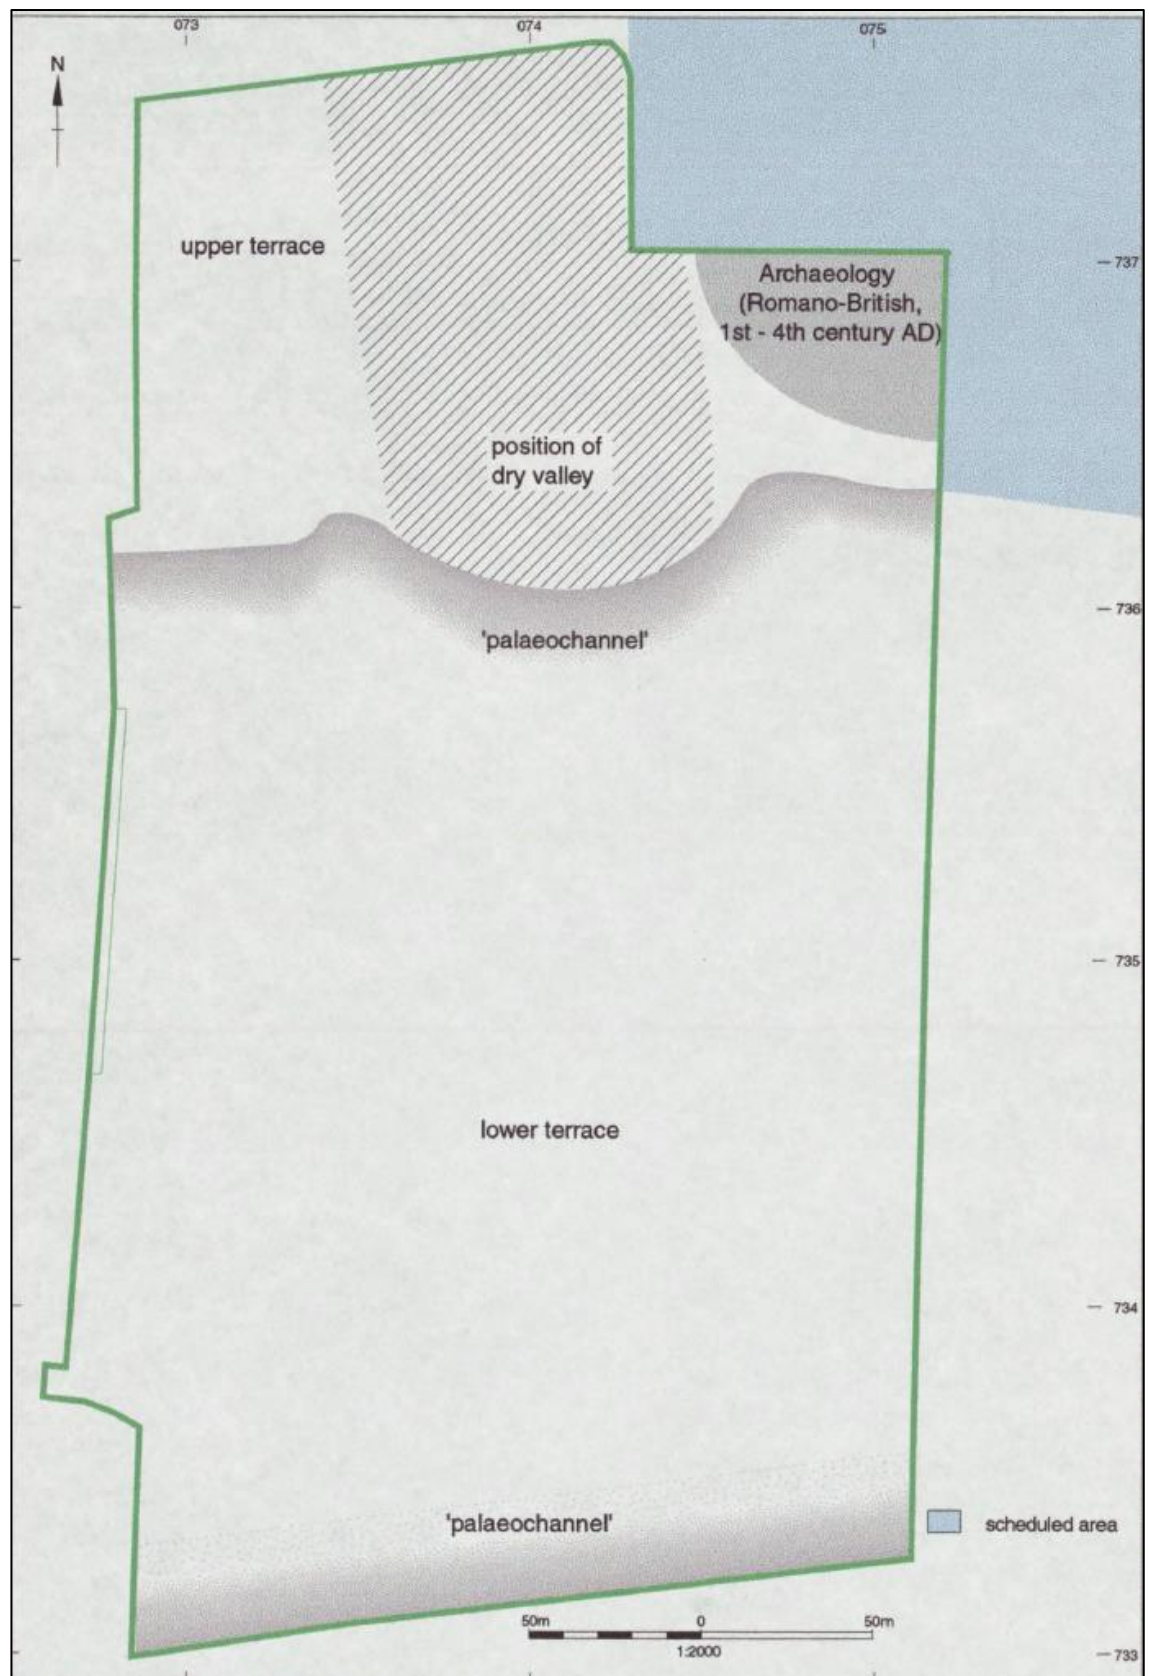 073
074
075
N
upper terrace
737
Archaeology
(Romano-British,
1st - 4th century AD)
position of
dry valley
736
'palaeochannel'
735
lower terrace
734
'palaeochannel'
scheduled area
50m 0 50m
1:2000
733